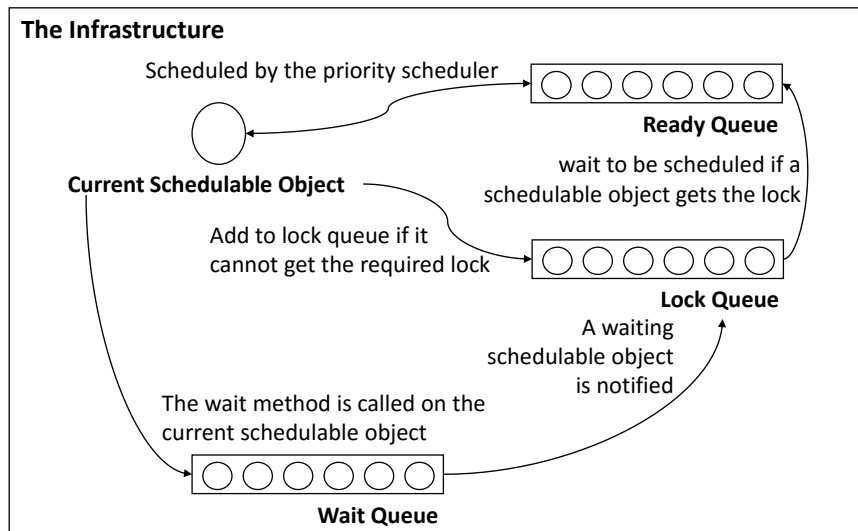 The Infrastructure
Scheduled by the priority scheduler
Ready Queue
Current Schedulable Object
wait to be scheduled if a
schedulable object gets the lock
Add to lock queue if it
cannot get the required lock
Lock Queue
A waiting
schedulable object
is notified
The wait method is called on the
current schedulable object
Wait Queue